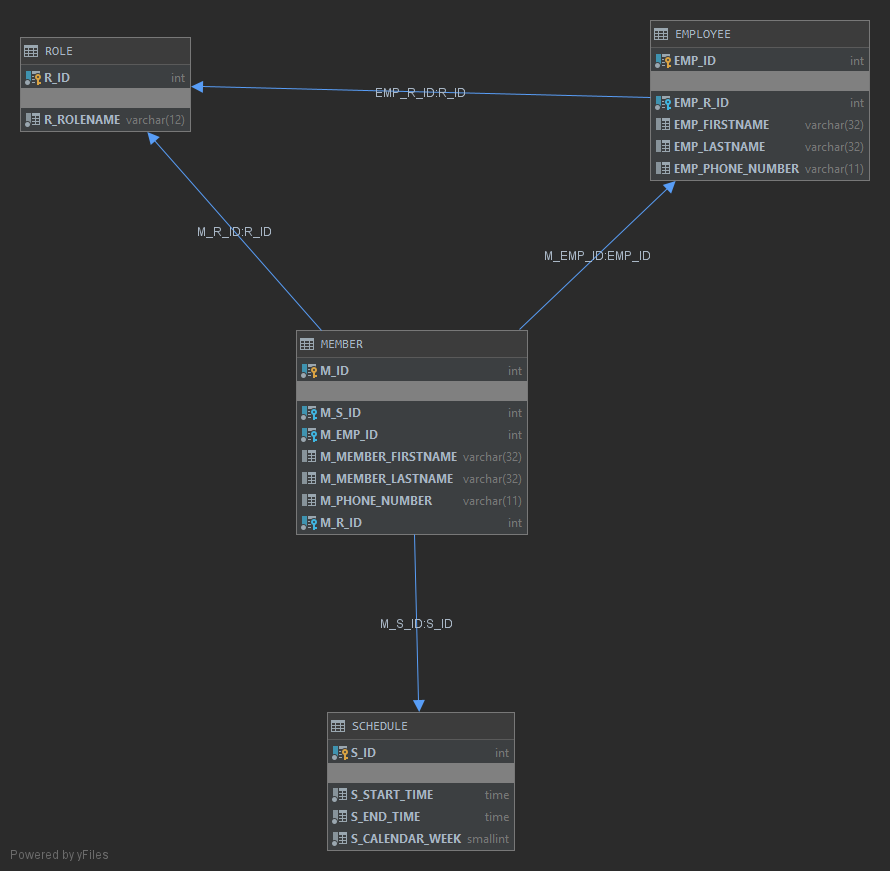 ROLE
R_ID int
R_ROLENAME varchar(12)
EMPLOYEE
EMP_ID int
EMP_R_ID int
EMP_FIRSTNAME varchar(32)
EMP_LASTNAME varchar(32)
EMP_PHONE_NUMBER varchar(11)
EMP_R_ID:R_ID
M_R_ID:R_ID
M_EMP_ID:EMP_ID
MEMBER
M_ID int
M_S_ID int
M_EMP_ID int
M_MEMBER_FIRSTNAME varchar(32)
M_MEMBER_LASTNAME varchar(32)
M_PHONE_NUMBER varchar(11)
M_R_ID int
M_S_ID:S_ID
SCHEDULE
S_ID int
S_START_TIME time
S_END_TIME time
S_CALENDAR_WEEK smallint
Powered by yFiles